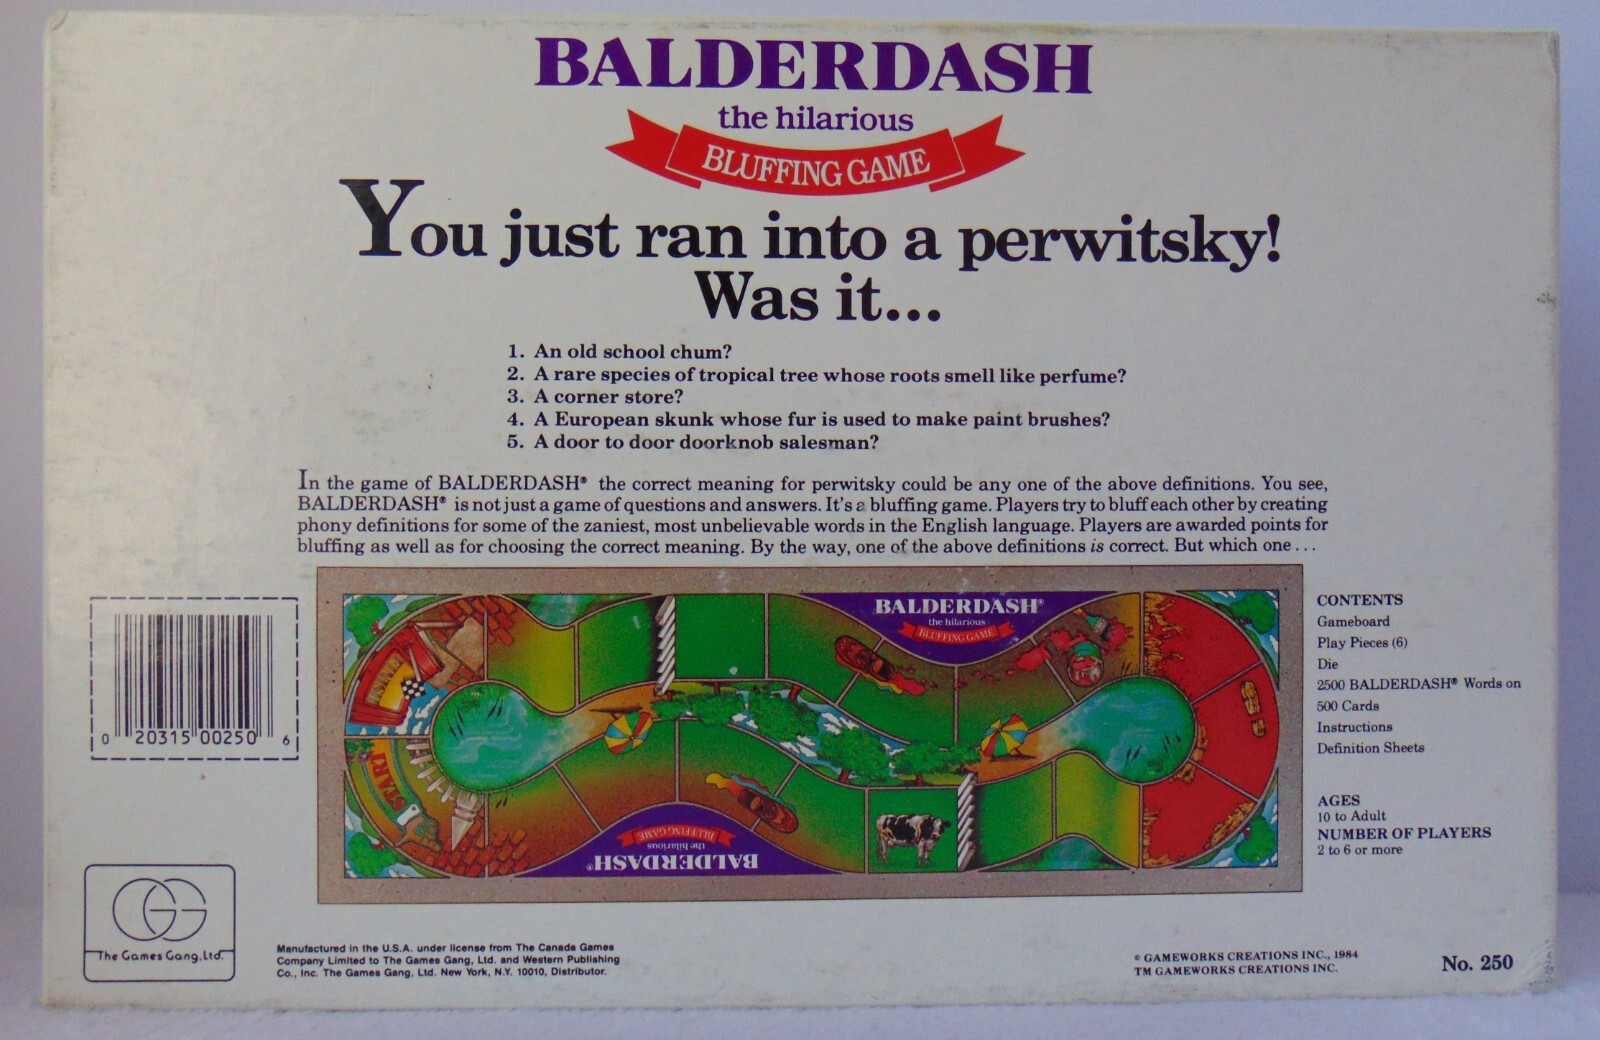 BALDERDASH
the hilarious
BLUFFING GAME
You just ran into a perwitsky!
Was it...
1. An old school chum?
2. A rare species of tropical tree whose roots smell like perfume?
3. A corner store?
4. A European skunk whose fur is used to make paint brushes?
5. A door to door doorknob salesman?
In the game of BALDERDASH® the correct meaning for perwitsky could be any one of the above definitions. You see,
BALDERDASH® is not just a game of questions and answers. It's a bluffing game. Players try to bluff each other by creating
phony definitions for some of the zaniest, most unbelievable words in the English language. Players are awarded points for
bluffing as well as for choosing the correct meaning. By the way, one of the above definitions is correct. But which one...
BALDERDASH®
the hilarious
BLUFFING GAME
FINISH
START
BLUFFING GAME
the hilarious
BALDERDASH®
CONTENTS
Gameboard
Play Pieces (6)
Die
2500 BALDERDASH® Words on
500 Cards
Instructions
Definition Sheets
AGES
10 to Adult
NUMBER OF PLAYERS
2 to 6 or more
0 20315 00250 6
The Games Gang, Ltd.
Manufactured in the U.S.A. under license from The Canada Games
Company Limited to The Games Gang, Ltd. and Western Publishing
Co., Inc. The Games Gang, Ltd. New York, N.Y. 10010, Distributor.
© GAMEWORKS CREATIONS INC., 1984
TM GAMEWORKS CREATIONS INC.
No. 250